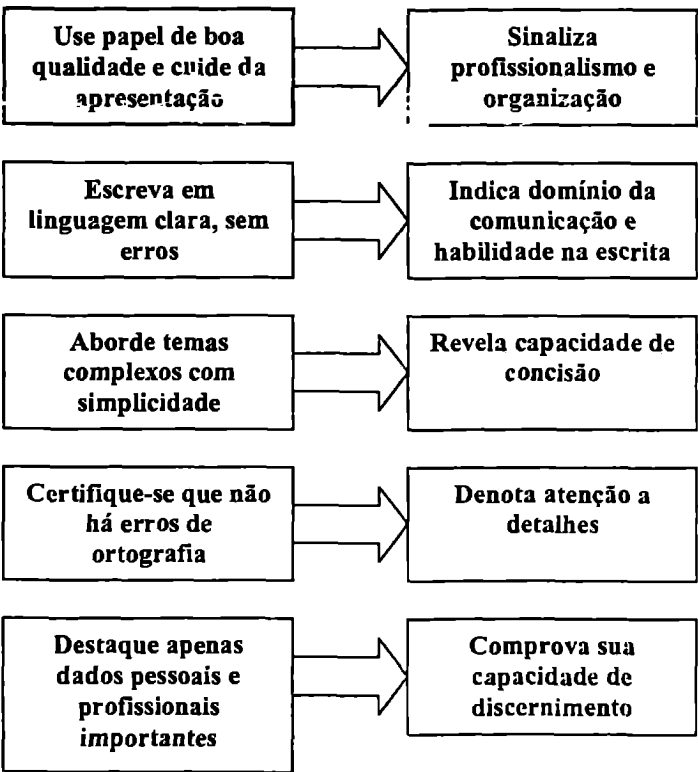 Use papel de boa
qualidade e cuide da
apresentação
Sinaliza
profissionalismo e
organização
Escreva em
linguagem clara, sem
erros
Indica domínio da
comunicação e
habilidade na escrita
Aborde temas
complexos com
simplicidade
Revela capacidade de
concisão
Certifique-se que não
há erros de
ortografia
Denota atenção a
detalhes
Destaque apenas
dados pessoais e
profissionais
importantes
Comprova sua
capacidade de
discernimento